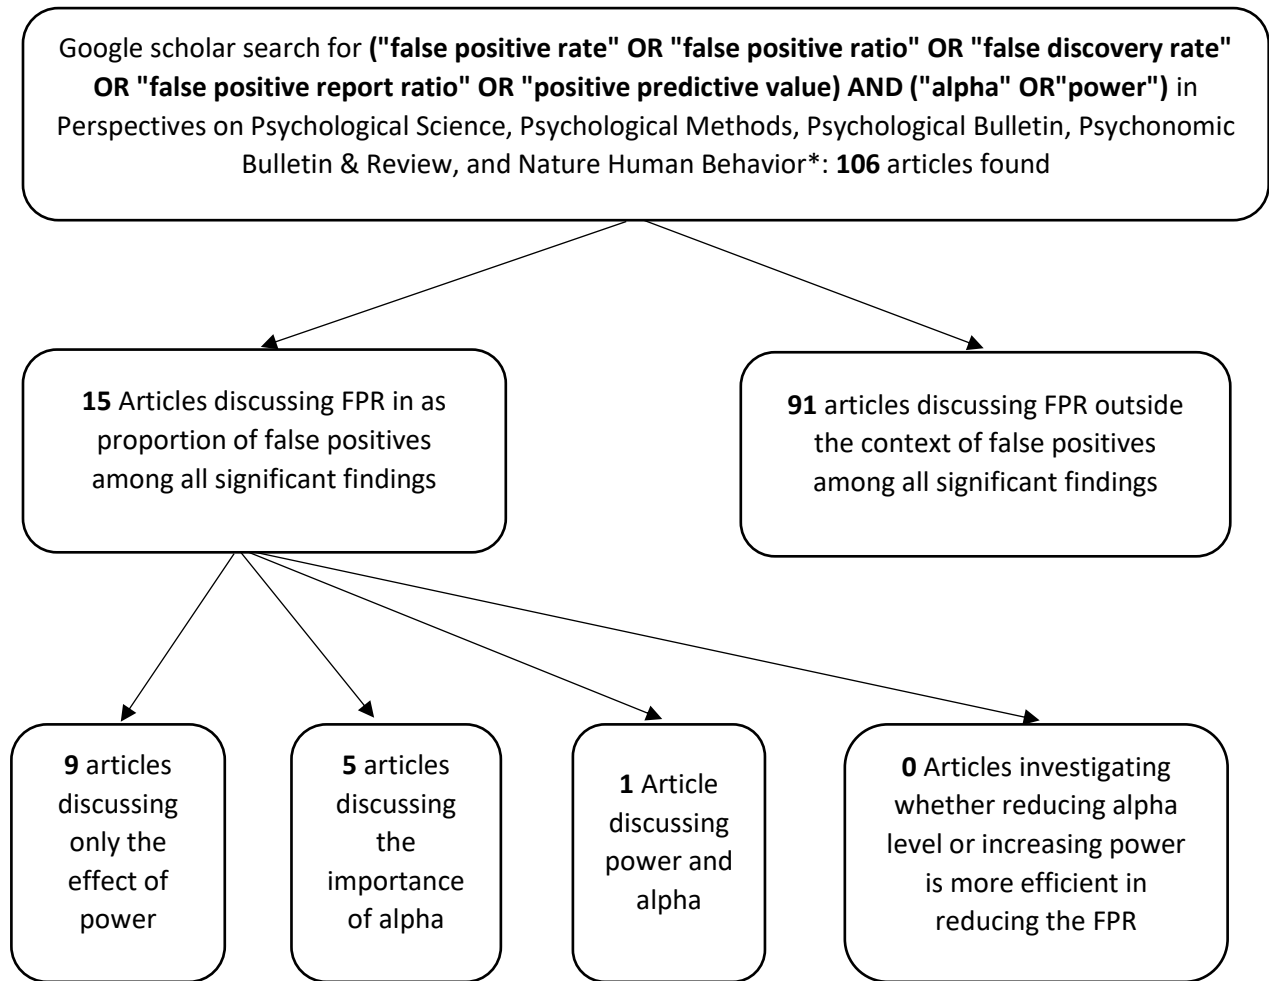 Google scholar search for ("false positive rate" OR "false positive ratio" OR "false discovery rate"
OR "false positive report ratio" OR "positive predictive value) AND ("alpha" OR"power") in
Perspectives on Psychological Science, Psychological Methods, Psychological Bulletin, Psychonomic
Bulletin & Review, and Nature Human Behavior*: 106 articles found
15 Articles discussing FPR in as
proportion of false positives
among all significant findings
91 articles discussing FPR outside
the context of false positives
among all significant findings
9 articles
discussing
only the
effect of
power
5 articles
discussing
the
importance
of alpha
1 Article
discussing
power and
alpha
0 Articles investigating
whether reducing alpha
level or increasing power
is more efficient in
reducing the FPR